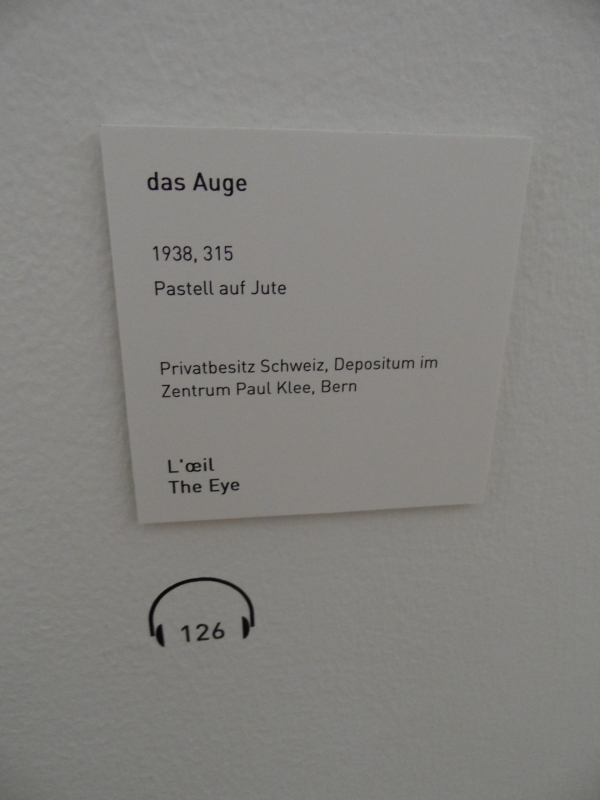 das Auge
1938, 315
Pastell auf Jute
Privatbesitz Schweiz, Depositum im
Zentrum Paul Klee, Bern
L'œil
The Eye
126